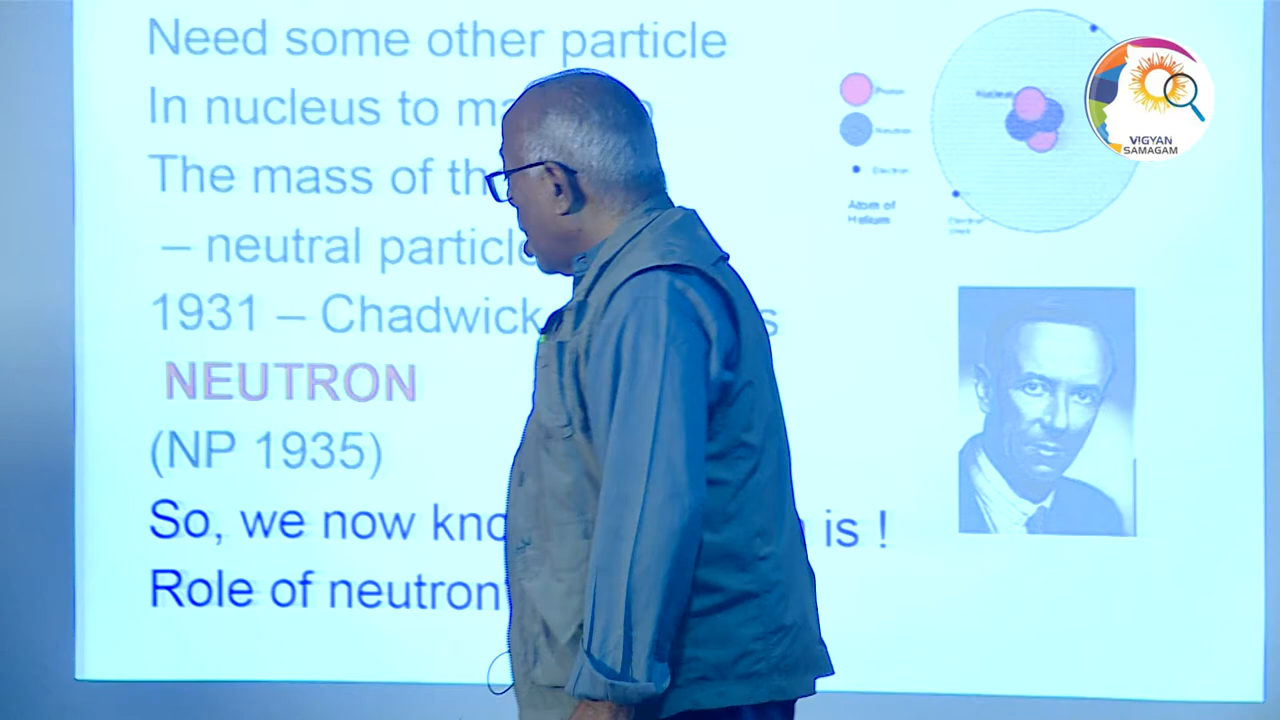 Need some other particle
In nucleus to ma
The mass of th
– neutral particle
1931 – Chadwick s
NEUTRON
(NP 1935)
So, we now kno is !
Role of neutron
Proton
Neutron
Electron
Atom of
Helium
Nucleus
VIGYAN
SAMAGAM